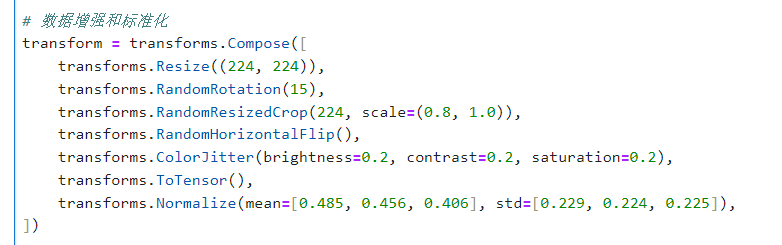 # 数据增强和标准化
transform = transforms.Compose([
    transforms.Resize((224, 224)),
    transforms.RandomRotation(15),
    transforms.RandomResizedCrop(224, scale=(0.8, 1.0)),
    transforms.RandomHorizontalFlip(),
    transforms.ColorJitter(brightness=0.2, contrast=0.2, saturation=0.2),
    transforms.ToTensor(),
    transforms.Normalize(mean=[0.485, 0.456, 0.406], std=[0.229, 0.224, 0.225]),
])